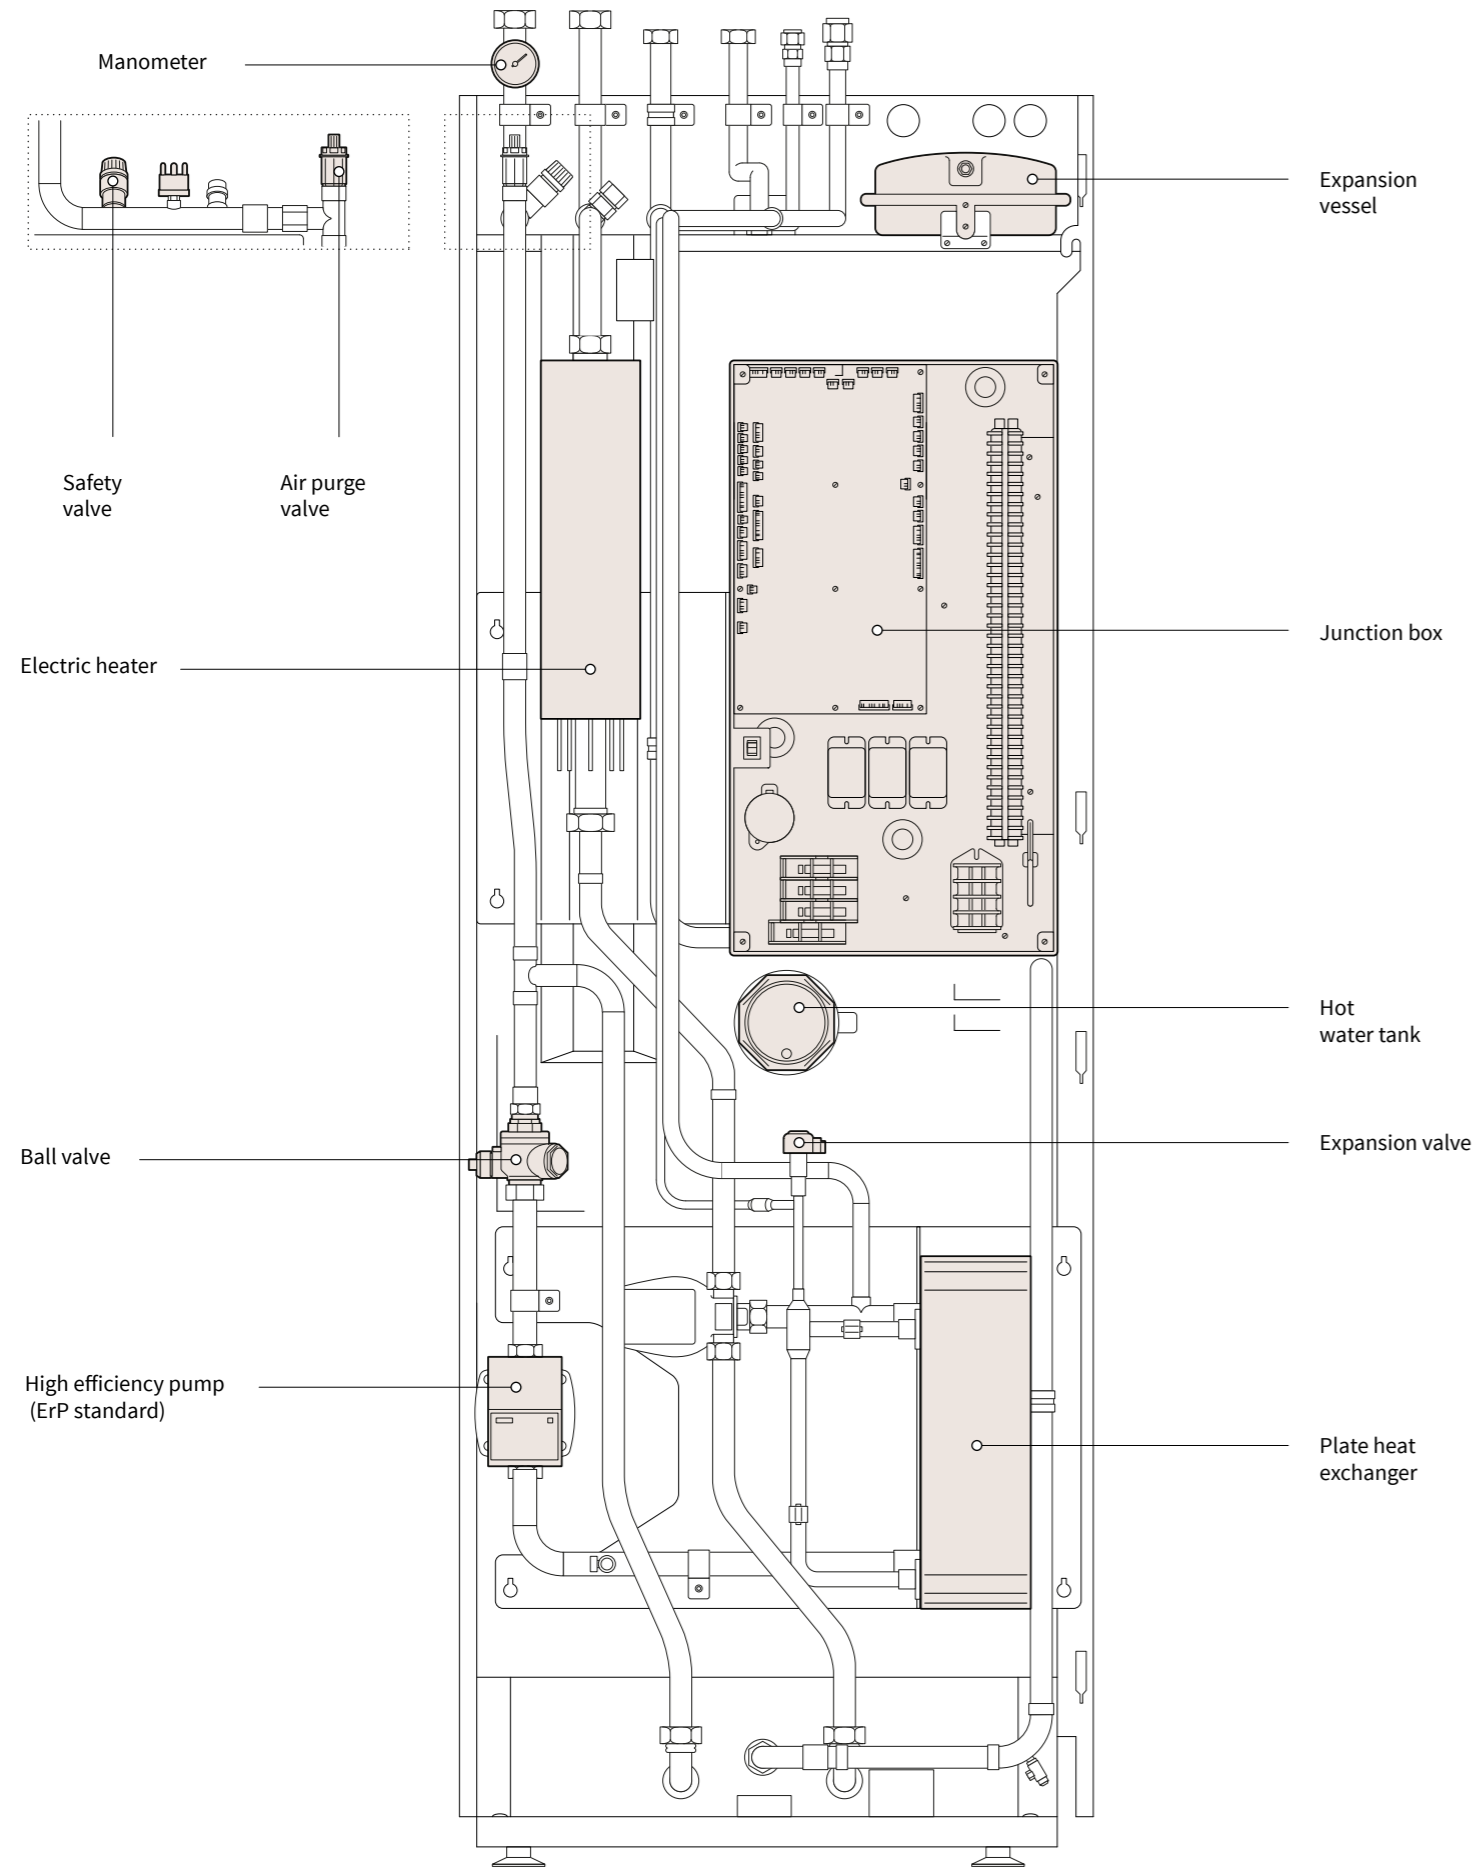 Manometer
Expansion
vessel
Safety
valve
Air purge
valve
Junction box
Electric heater
Hot
water tank
Expansion valve
Ball valve
High efficiency pump
(ErP standard)
Plate heat
exchanger